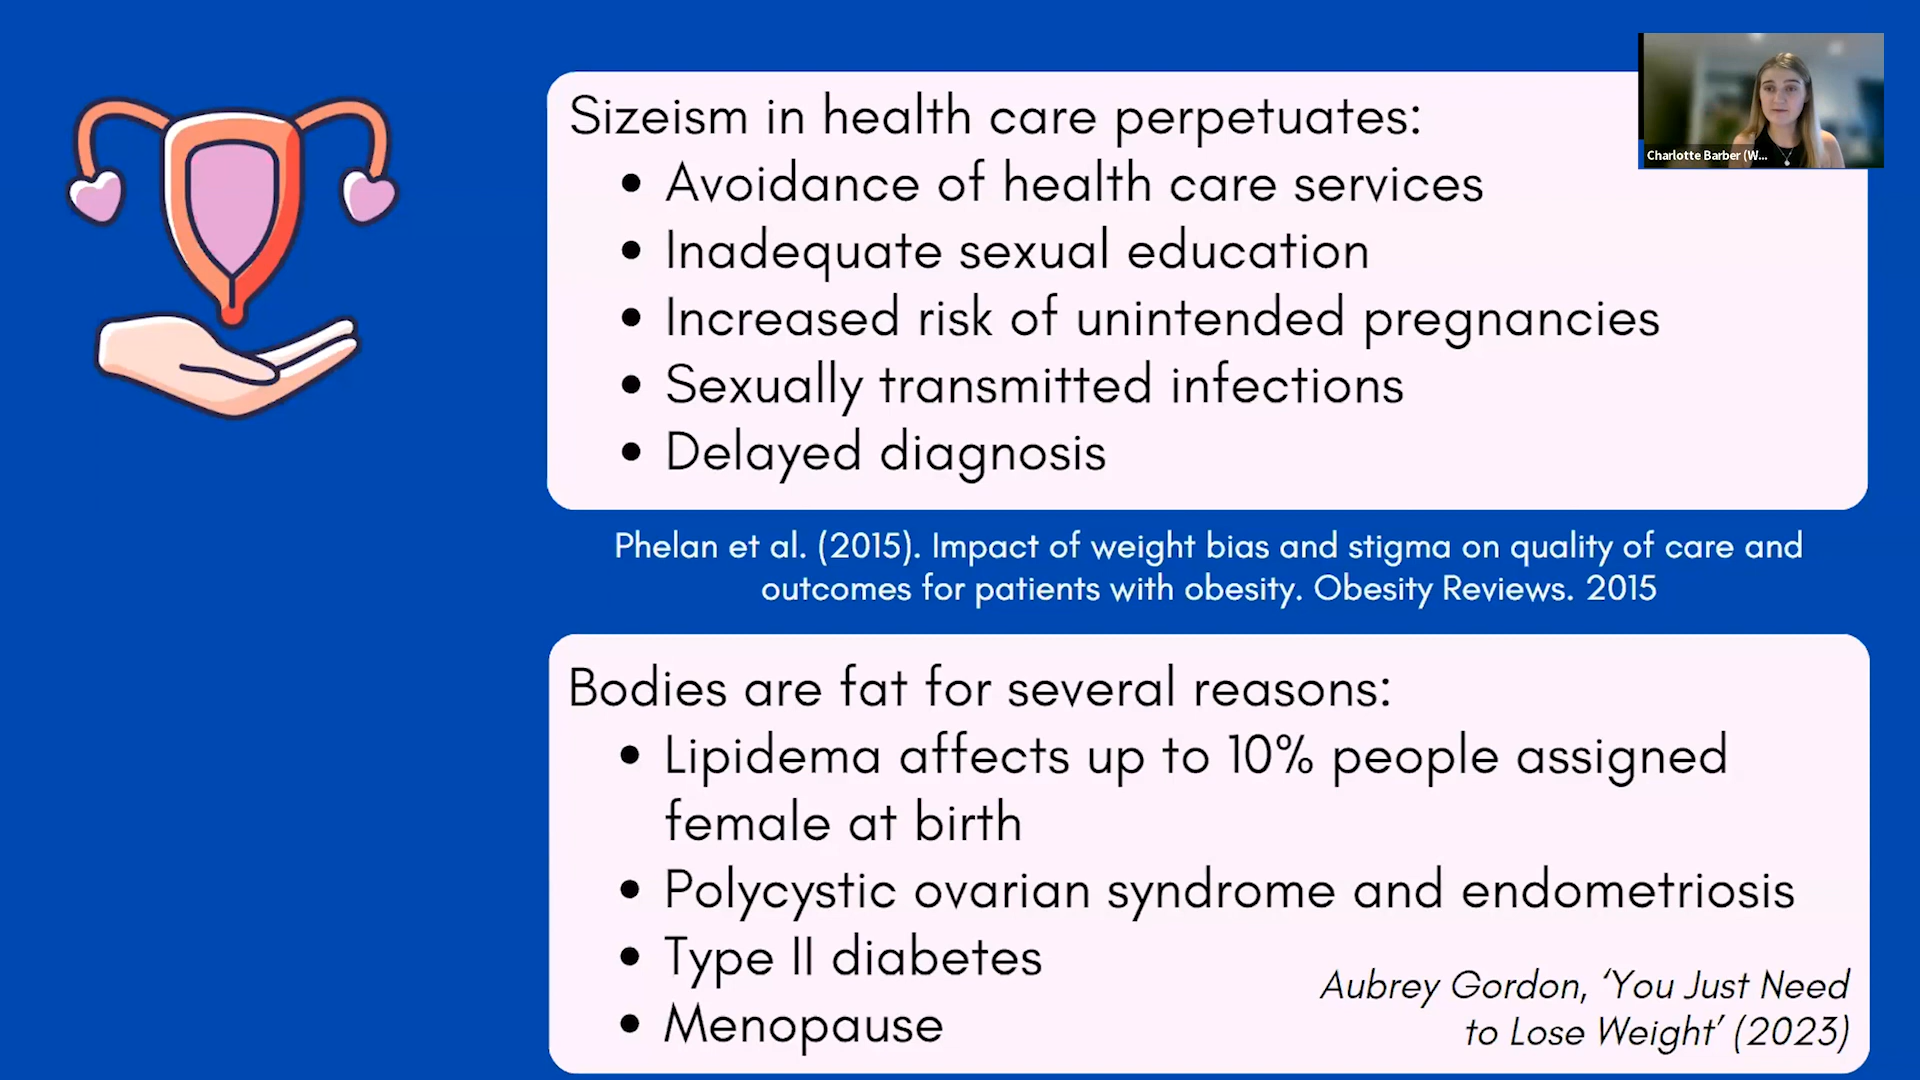 Sizeism in health care perpetuates:
• Avoidance of health care services
• Inadequate sexual education
• Increased risk of unintended pregnancies
• Sexually transmitted infections
• Delayed diagnosis
Charlotte Barber (W...
Phelan et al. (2015). Impact of weight bias and stigma on quality of care and
outcomes for patients with obesity. Obesity Reviews. 2015
Bodies are fat for several reasons:
• Lipidema affects up to 10% people assigned
female at birth
• Polycystic ovarian syndrome and endometriosis
• Type II diabetes
• Menopause
Aubrey Gordon, ‘You Just Need
to Lose Weight’ (2023)